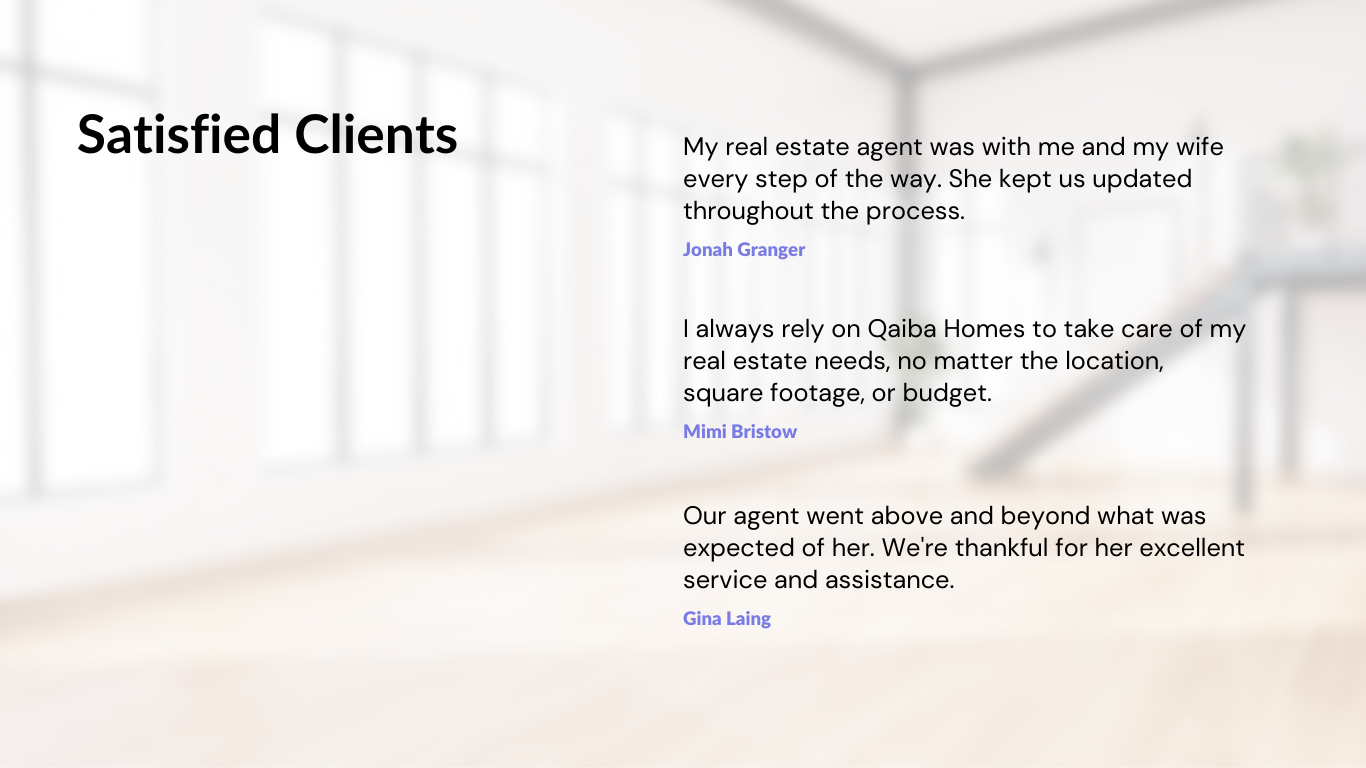 Satisfied Clients
My real estate agent was with me and my wife
every step of the way. She kept us updated
throughout the process.
Jonah Granger
I always rely on Qaiba Homes to take care of my
real estate needs, no matter the location,
square footage, or budget.
Mimi Bristow
Our agent went above and beyond what was
expected of her. We're thankful for her excellent
service and assistance.
Gina Laing